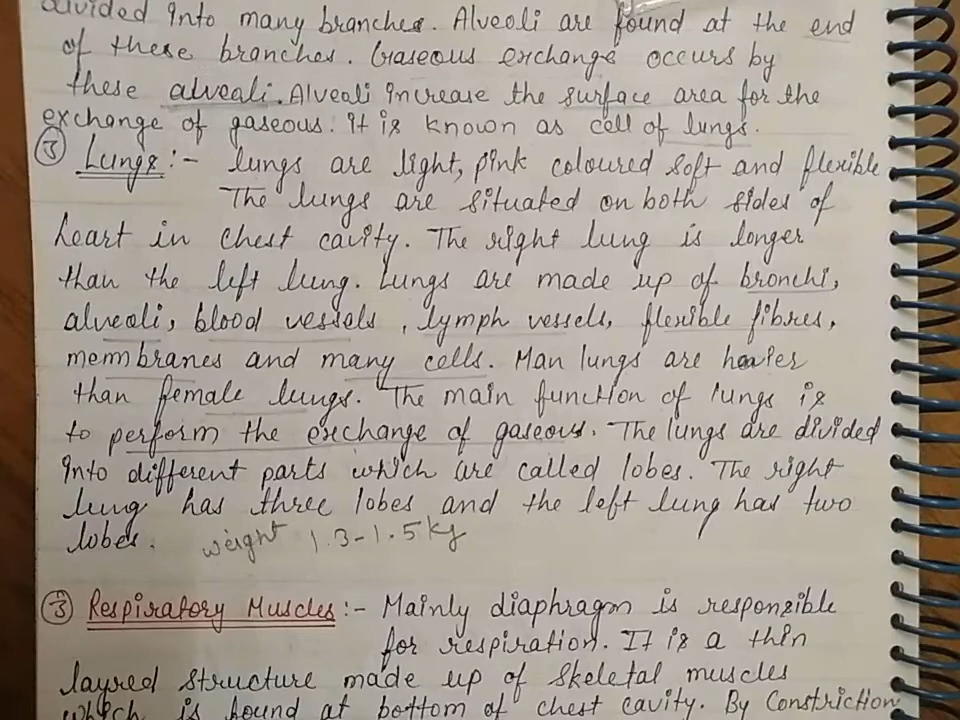 divided into many branches. Alveoli are found at the end
of these branches. Gaseous exchange occurs by
these alveali. Alveoli increase the surface area for the
exchange of gaseous. it is known as cell of lungs.
③ Lungs :- lungs are light, pink coloured soft and flexible
The lungs are situated on both sides of
heart in chest cavity. The right lung is longer
than the left lung. Lungs are made up of bronchi,
alveoli, blood vessels, lymph vessels, flexible fibres,
membranes and many cells. Man lungs are havier
than female lungs. The main function of lungs is
to perform the exchange of gaseous. The lungs are divided
into different parts which are called lobes. The right
lung has three lobes and the left lung has two
lobes. weight 1.3-1.5 kg
③ Respiratory Muscles :- Mainly diaphragm is responsible
for respiration. It is a thin
layred structure made up of skeletal muscles
which is found at bottom of chest cavity. By Constriction